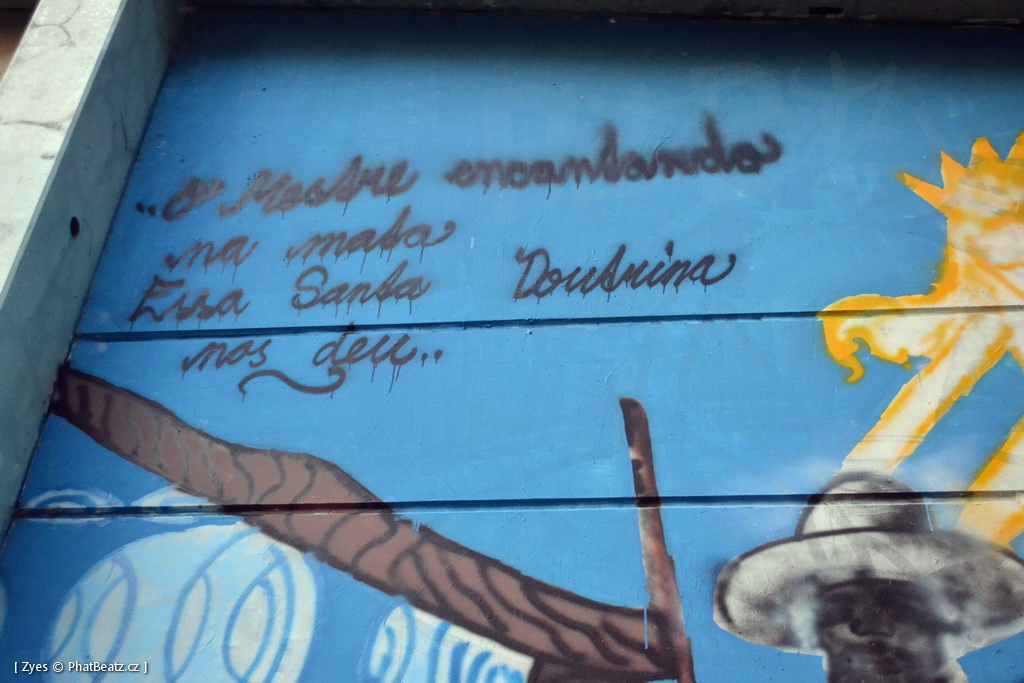 ..O Mestre encantando
na mata
Essa Santa Doutrina
nos deu..
[ Zyes © PhatBeatz.cz ]